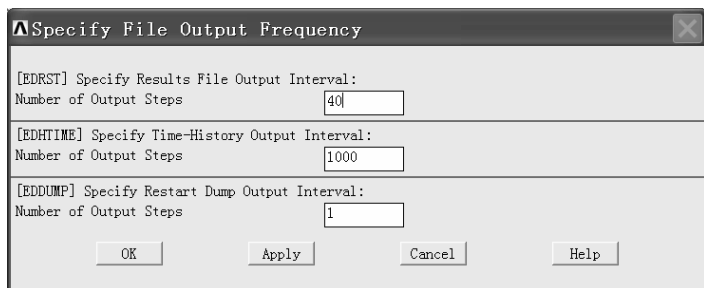 Specify File Output Frequency
[EDRST] Specify Results File Output Interval:
Number of Output Steps 40
[EDHTIME] Specify Time-History Output Interval:
Number of Output Steps 1000
[EDDUMP] Specify Restart Dump Output Interval:
Number of Output Steps 1
OK Apply Cancel Help